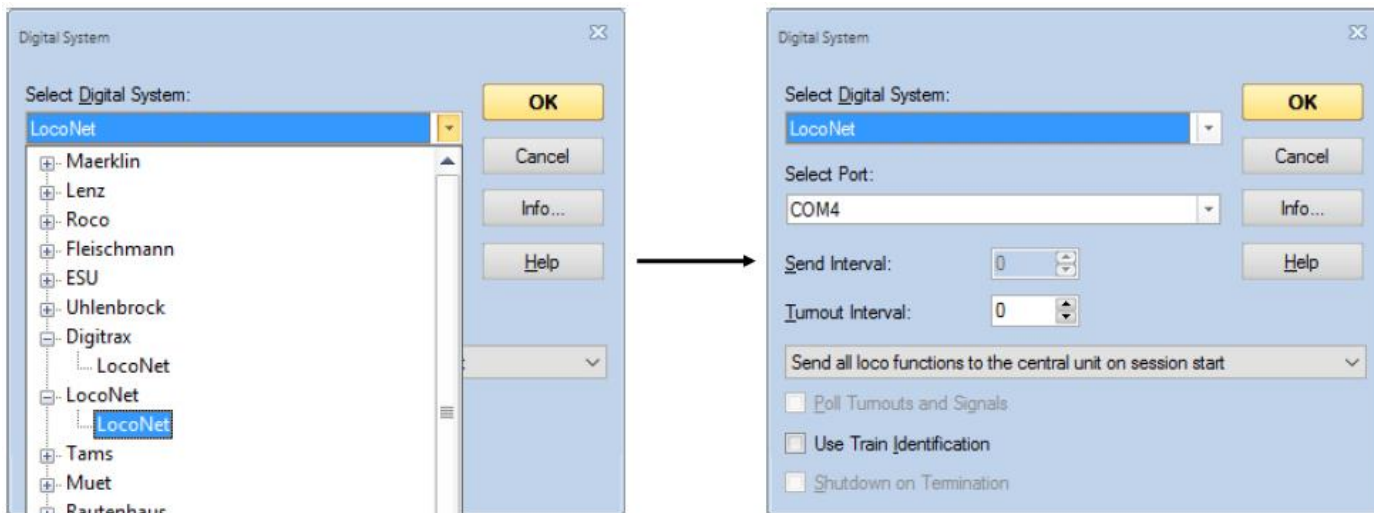 Digital System
Select Digital System:
LocoNet
OK
Maerklin
Lenz
Roco
Fleischmann
ESU
Uhlenbrock
Digitrax
LocoNet
LocoNet
LocoNet
Tams
Muet
Rautenhaus
Cancel
Info...
Help
Digital System
Select Digital System:
LocoNet
OK
Cancel
Select Port:
COM4
Info...
Send Interval:
0
Help
Turnout Interval:
0
Send all loco functions to the central unit on session start
Poll Turnouts and Signals
Use Train Identification
Shutdown on Termination